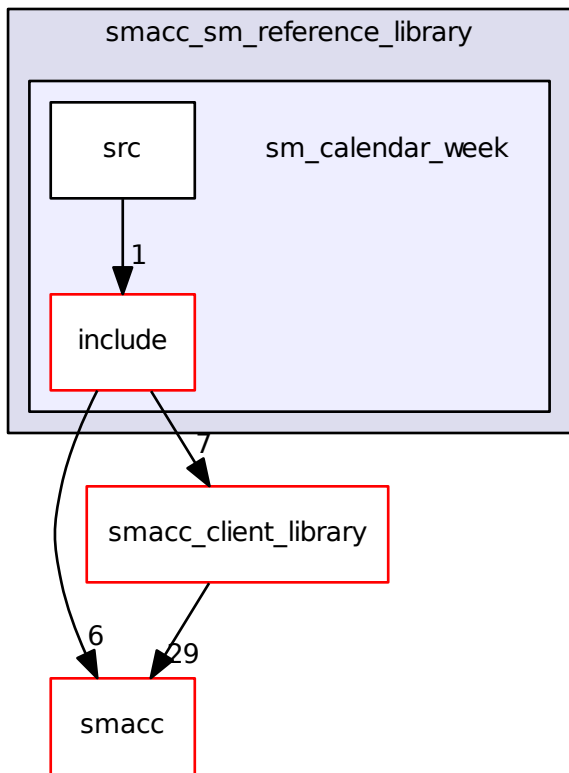 smacc_sm_reference_library
src
sm_calendar_week
1
include
7
smacc_client_library
6
29
smacc